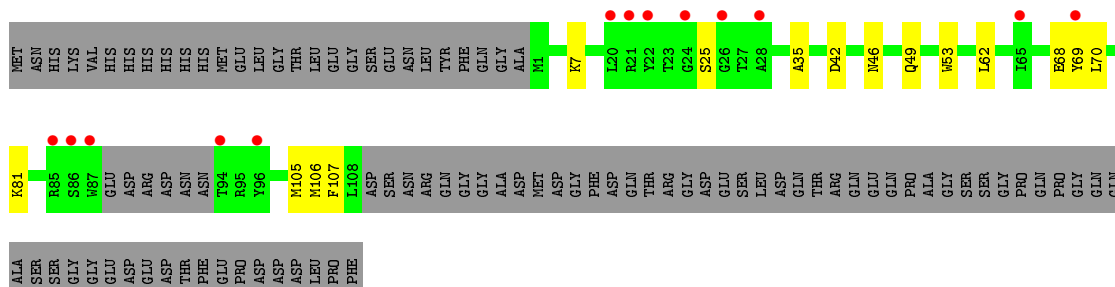 MET ASN HIS LYS VAL HIS HIS HIS HIS HIS MET GLU LEU GLY THR LEU GLU GLY SER GLU ASN LEU TYR PHE GLN GLY ALA M1 K7 L20 R21 Y22 T23 G24 S25 G26 T27 A28 A35 D42 N46 Q49 W53 L62 I65 E68 Y69 L70
K81 R85 S86 W87 GLU ASP ARG ASP ASN ASN T94 R95 Y96 M105 M106 F107 L108 ASP SER ASN ARG GLN GLY GLY ALA ASP MET ASP GLY PHE ASP GLN THR ARG GLY ASP GLU SER LEU ASP GLN THR ARG GLN GLU GLN PRO ALA GLY SER SER GLY PRO GLN PRO GLY GLN GLN
ALA SER SER GLY GLY GLU ASP GLU ASP THR PHE GLU PRO ASP ASP ASP LEU PRO PHE